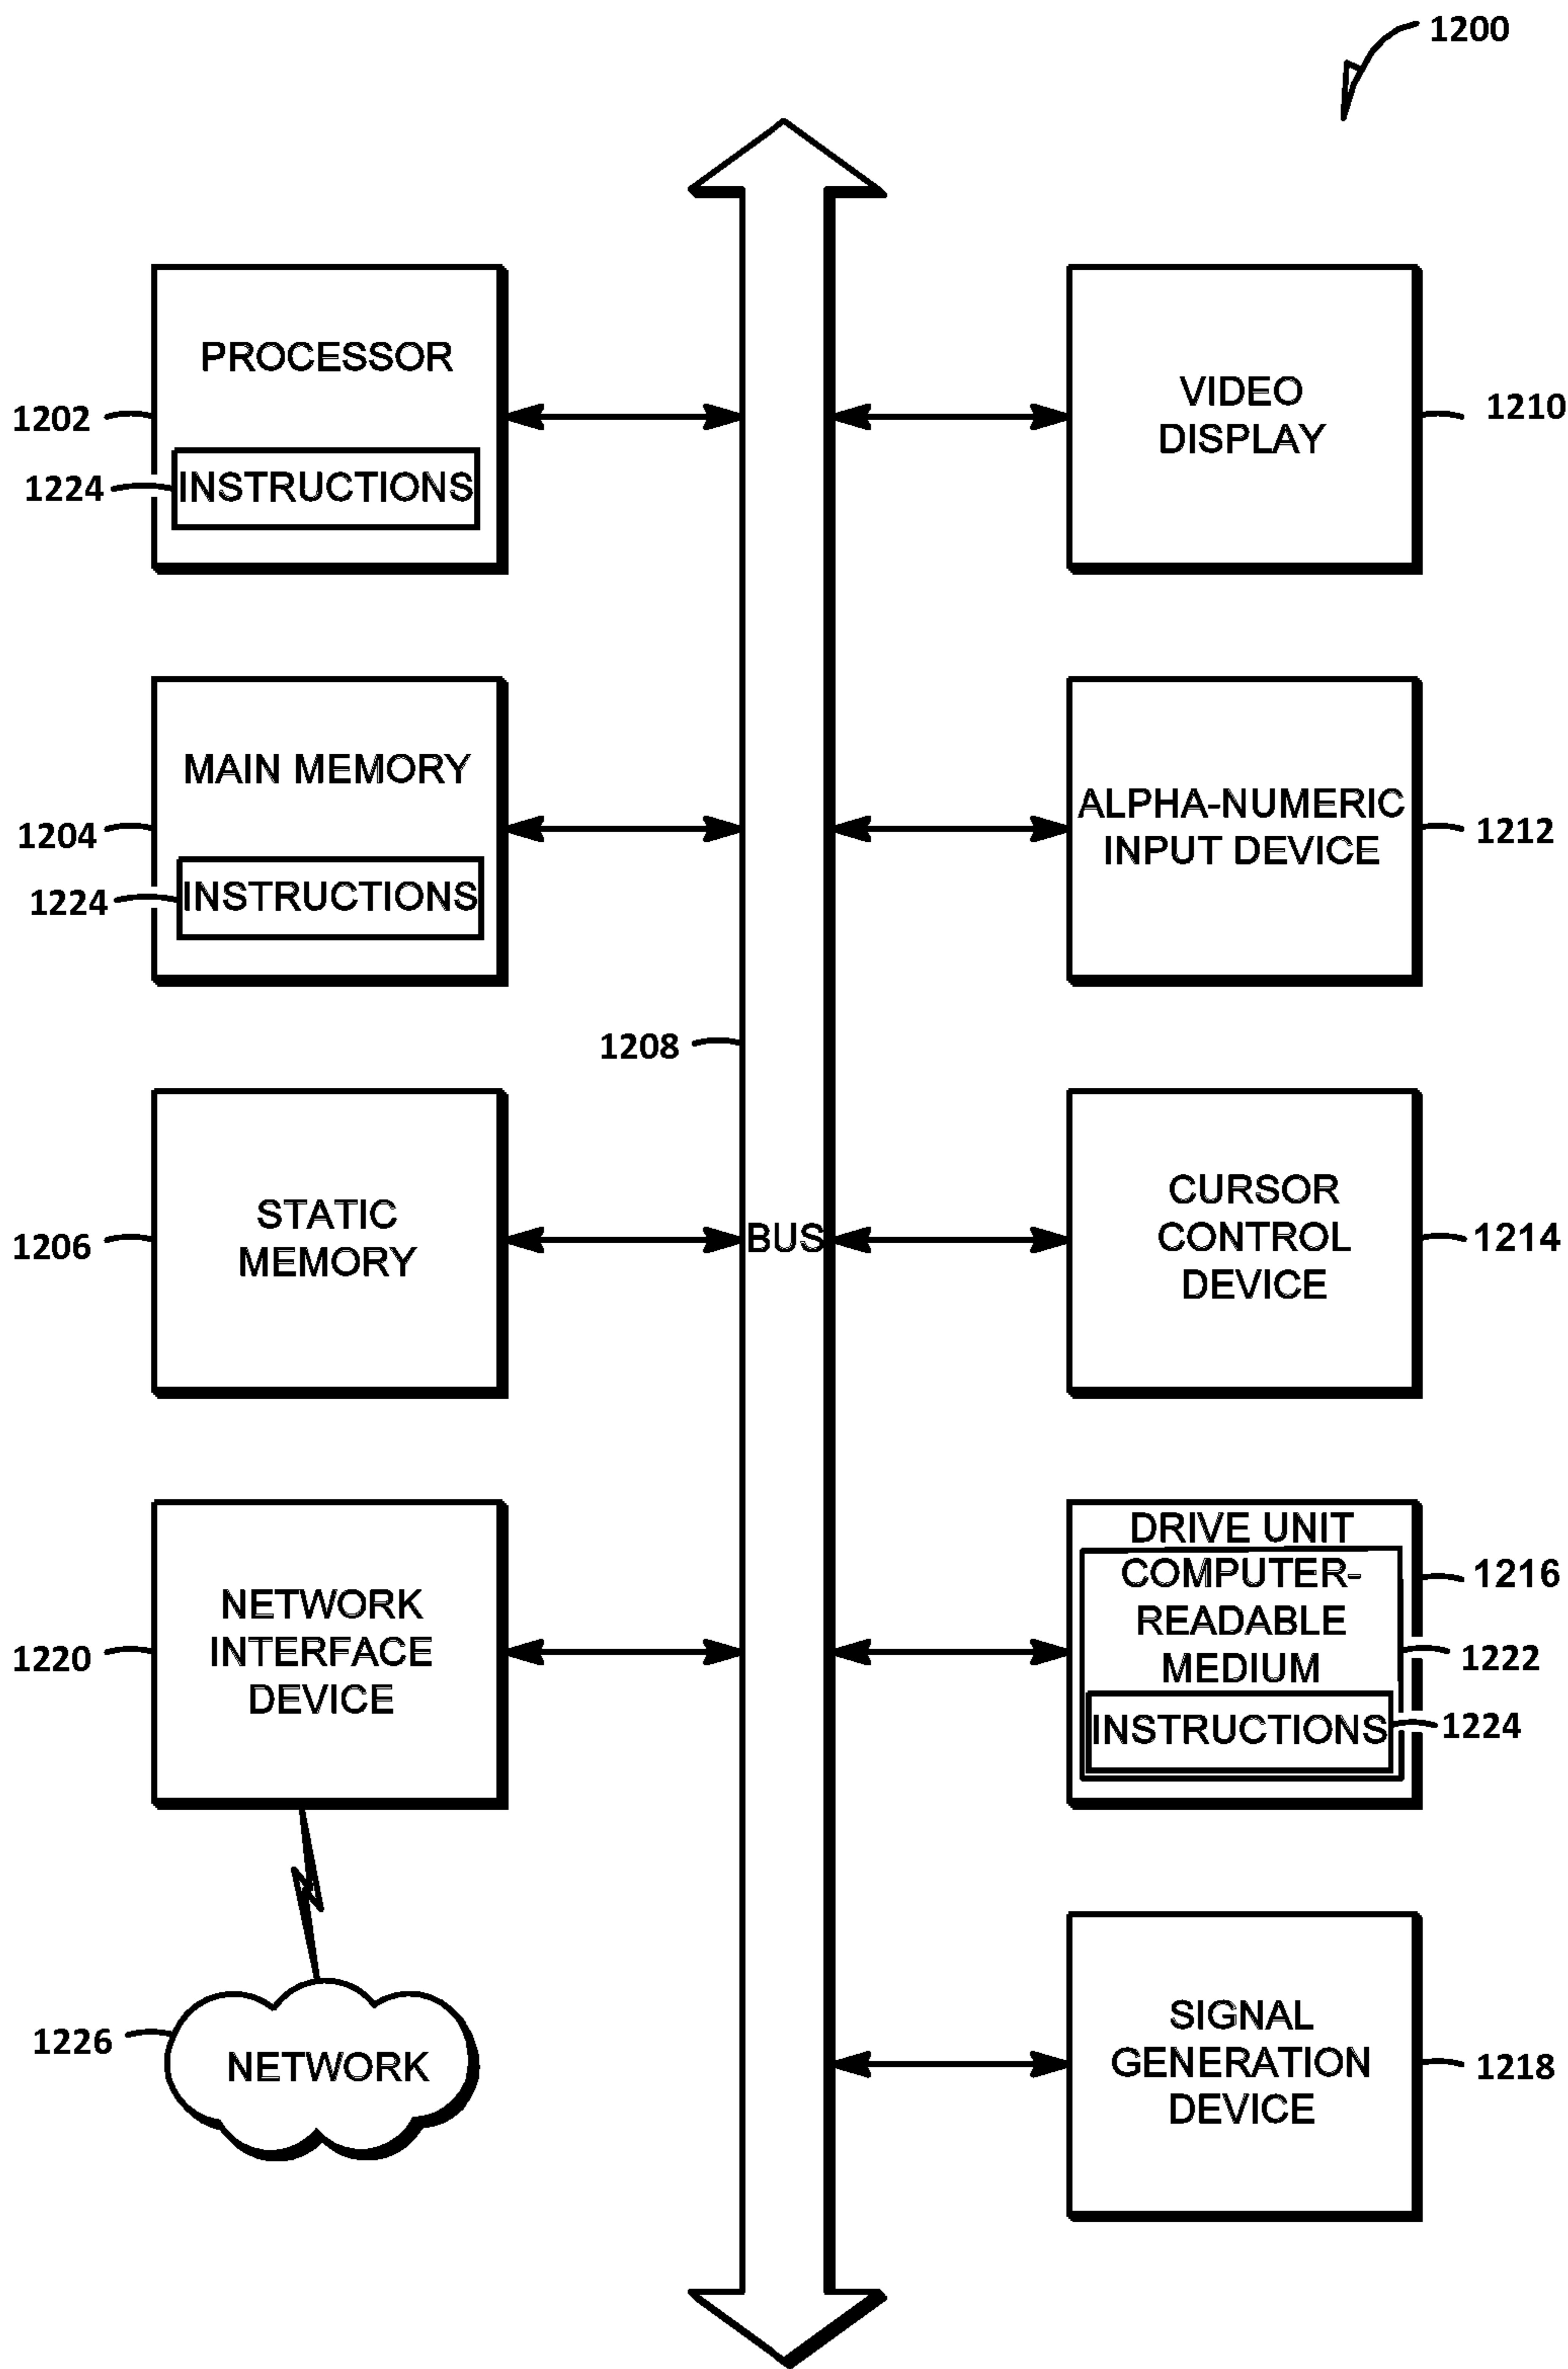 1200
PROCESSOR
1202
1224
INSTRUCTIONS
VIDEO
DISPLAY
1210
MAIN MEMORY
1204
1224
INSTRUCTIONS
ALPHA-NUMERIC
INPUT DEVICE
1212
1208
STATIC
MEMORY
1206
BUS
CURSOR
CONTROL
DEVICE
1214
NETWORK
INTERFACE
DEVICE
1220
DRIVE UNIT
COMPUTER-
READABLE
MEDIUM
INSTRUCTIONS
1216
1222
1224
1226
NETWORK
SIGNAL
GENERATION
DEVICE
1218